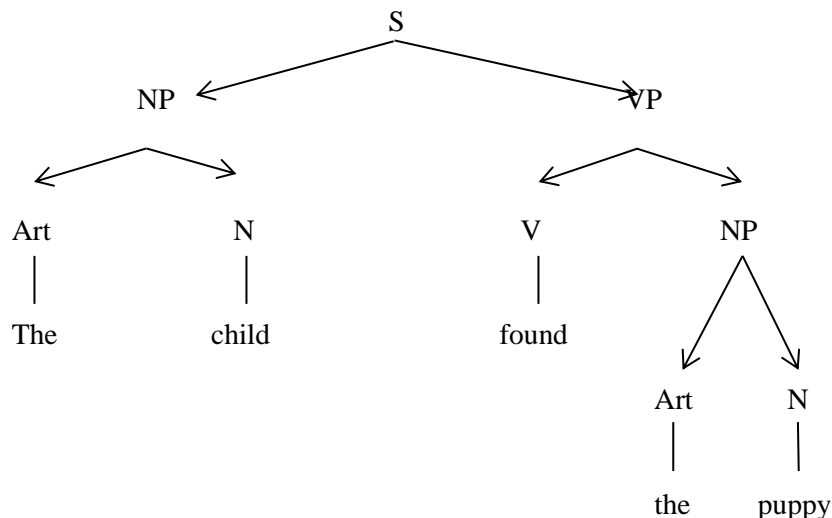 S
NP VP
Art N V NP
The child found
Art N
the puppy